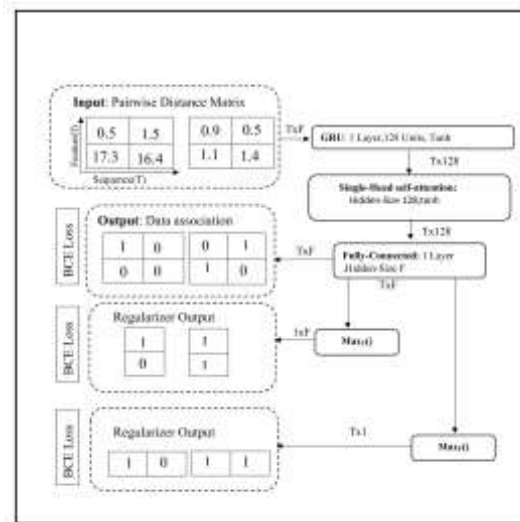 Input: Pairwise Distance Matrix
0.5 1.5
17.3 16.4
0.9 0.5
1.1 1.4
Feature(T)
Sequence(T)
TxF
GRU: 1 Layer,128 Units, Tanh
Tx128
Single-Head self-attention:
Hidden-Size 128,tanh
Tx128
BCE Loss
Output: Data association
1 0
0 0
0 1
1 0
TxF
Fully-Connected: 1 Layer
,Hidden-Size F
TxF
BCE Loss
Regularizer Output
1
0
1
1
1xF
BCE Loss
Regularizer Output
1 0 1 1
Tx1